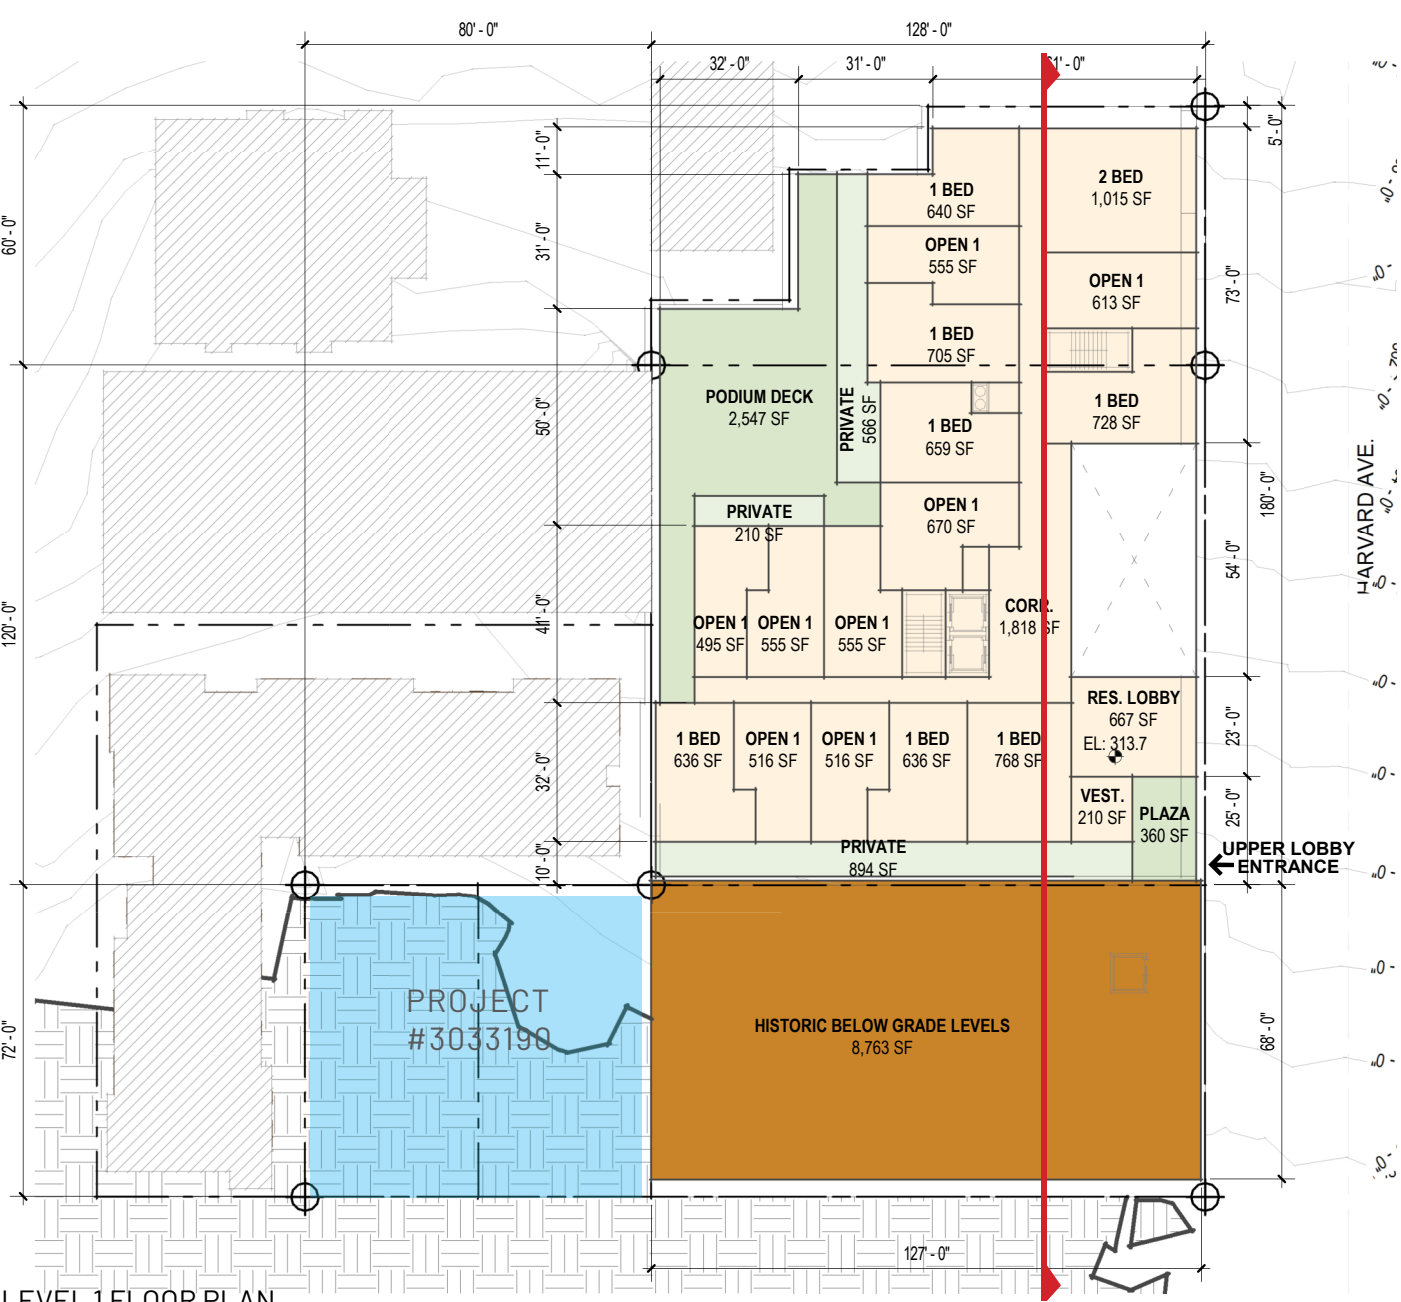 80' - 0"
128' - 0"
32' - 0"
31' - 0"
61' - 0"
5' - 0"
11' - 0"
60' - 0"
31' - 0"
73' - 0"
2 BED
1,015 SF
1 BED
640 SF
OPEN 1
555 SF
OPEN 1
613 SF
1 BED
705 SF
PODIUM DECK
2,547 SF
PRIVATE
566 SF
1 BED
728 SF
50' - 0"
1 BED
659 SF
HARVARD AVE.
180' - 0"
PRIVATE
210 SF
OPEN 1
670 SF
54' - 0"
120' - 0"
41' - 0"
CORR.
1,818 SF
OPEN 1
495 SF
OPEN 1
555 SF
OPEN 1
555 SF
RES. LOBBY
667 SF
EL: 313.7
23' - 0"
32' - 0"
1 BED
636 SF
OPEN 1
516 SF
OPEN 1
516 SF
1 BED
636 SF
1 BED
768 SF
VEST.
210 SF
PLAZA
360 SF
25' - 0"
10' - 0"
PRIVATE
894 SF
UPPER LOBBY
ENTRANCE
PROJECT
#3033190
HISTORIC BELOW GRADE LEVELS
8,763 SF
72' - 0"
68' - 0"
127' - 0"
LEVEL 1 FLOOR PLAN